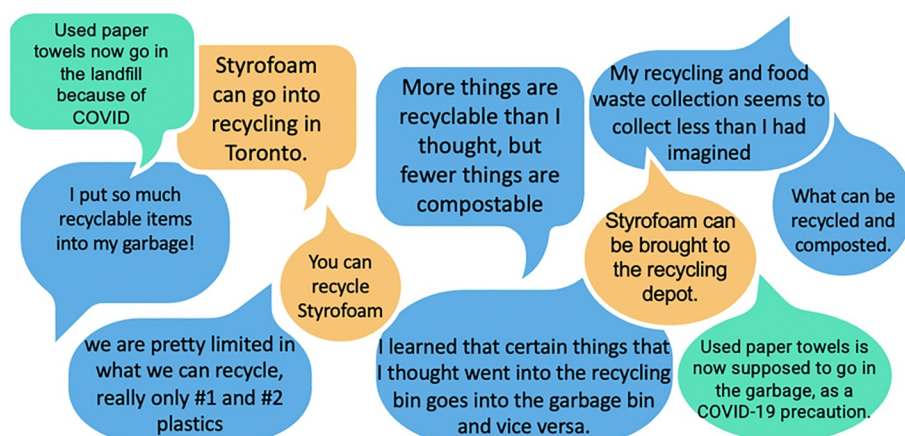 Used paper
towels now go in
the landfill
because of
COVID
Styrofoam
can go into
recycling in
Toronto.
More things are
recyclable than I
thought, but
fewer things are
compostable
My recycling and food
waste collection seems to
collect less than I had
imagined
I put so much
recyclable items
into my garbage!
What can be
recycled and
composted.
You can
recycle
Styrofoam
Styrofoam can
be brought to
the recycling
depot.
we are pretty limited in
what we can recycle,
really only #1 and #2
plastics
I learned that certain things that
I thought went into the recycling
bin goes into the garbage bin
and vice versa.
Used paper towels is
now supposed to go in
the garbage, as a
COVID-19 precaution.